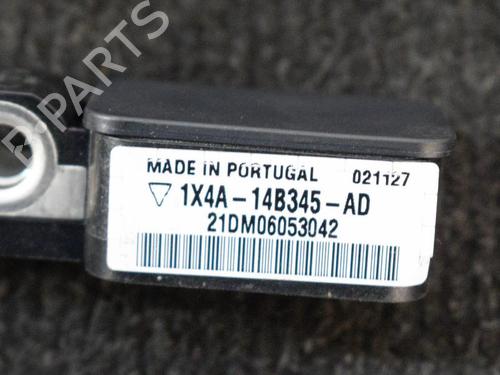 B-PARTS
MADE IN PORTUGAL 021127
1X4A-14B345-AD
21DM06053042